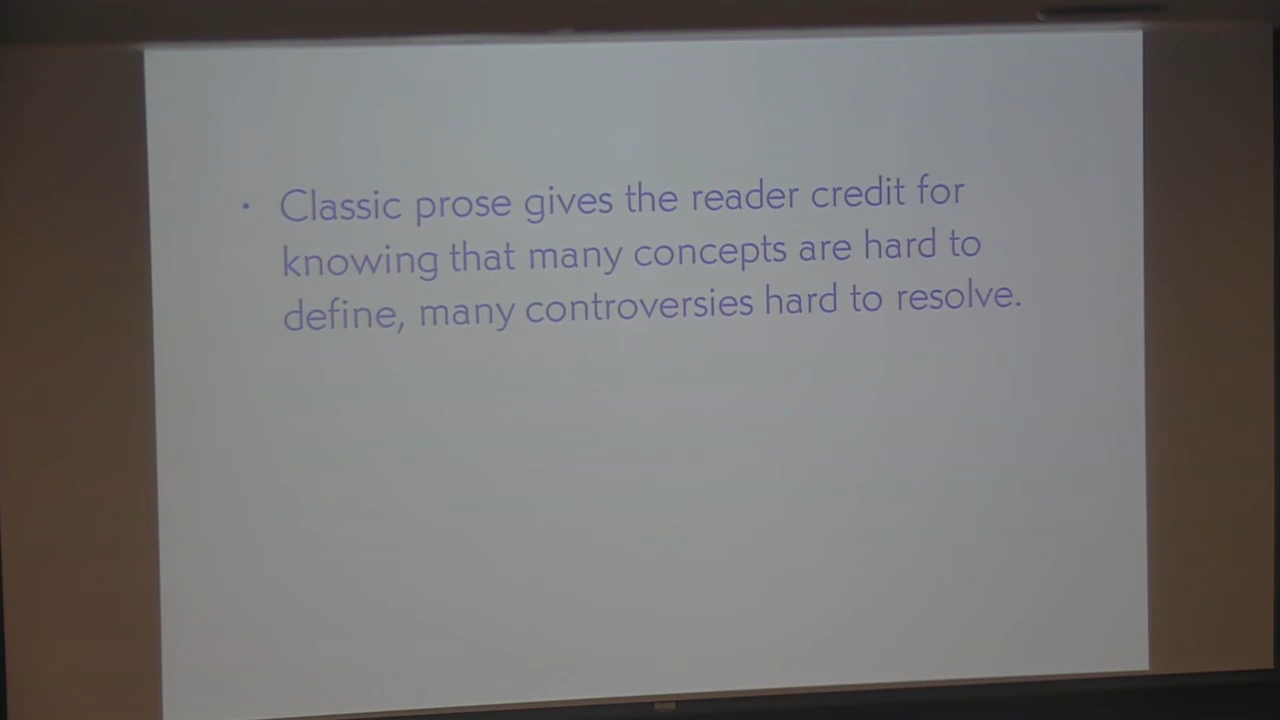 • Classic prose gives the reader credit for
knowing that many concepts are hard to
define, many controversies hard to resolve.